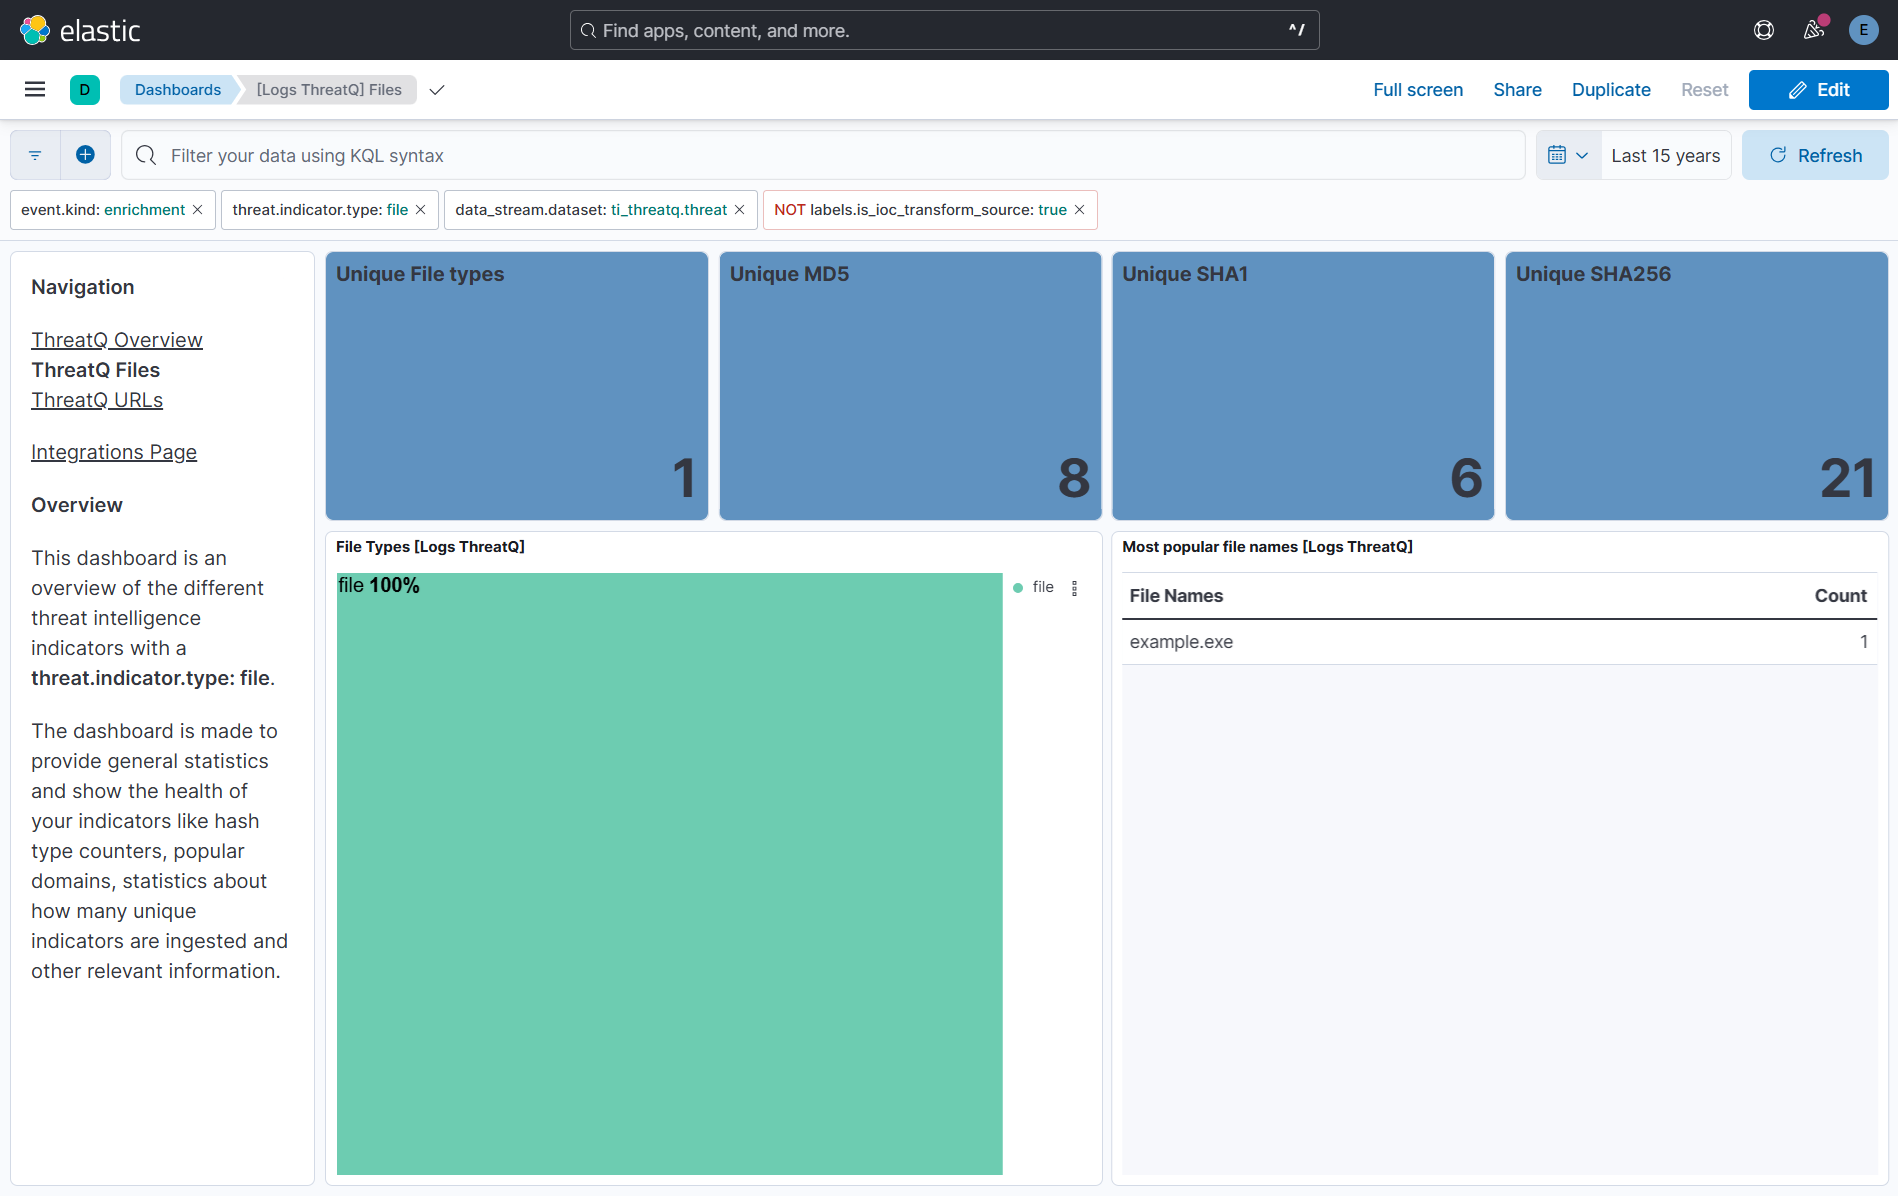 elastic
Find apps, content, and more.
^/
E
D
Dashboards
[Logs ThreatQ] Files
Full screen
Share
Duplicate
Reset
Edit
Filter your data using KQL syntax
Last 15 years
Refresh
event.kind: enrichment
threat.indicator.type: file
data_stream.dataset: ti_threatq.threat
NOT labels.is_ioc_transform_source: true
Navigation
ThreatQ Overview
ThreatQ Files
ThreatQ URLs
Integrations Page
Overview
This dashboard is an
overview of the different
threat intelligence
indicators with a
threat.indicator.type: file.
The dashboard is made to
provide general statistics
and show the health of
your indicators like hash
type counters, popular
domains, statistics about
how many unique
indicators are ingested and
other relevant information.
Unique File types
1
Unique MD5
8
Unique SHA1
6
Unique SHA256
21
File Types [Logs ThreatQ]
file 100%
file
Most popular file names [Logs ThreatQ]
File Names Count
example.exe 1